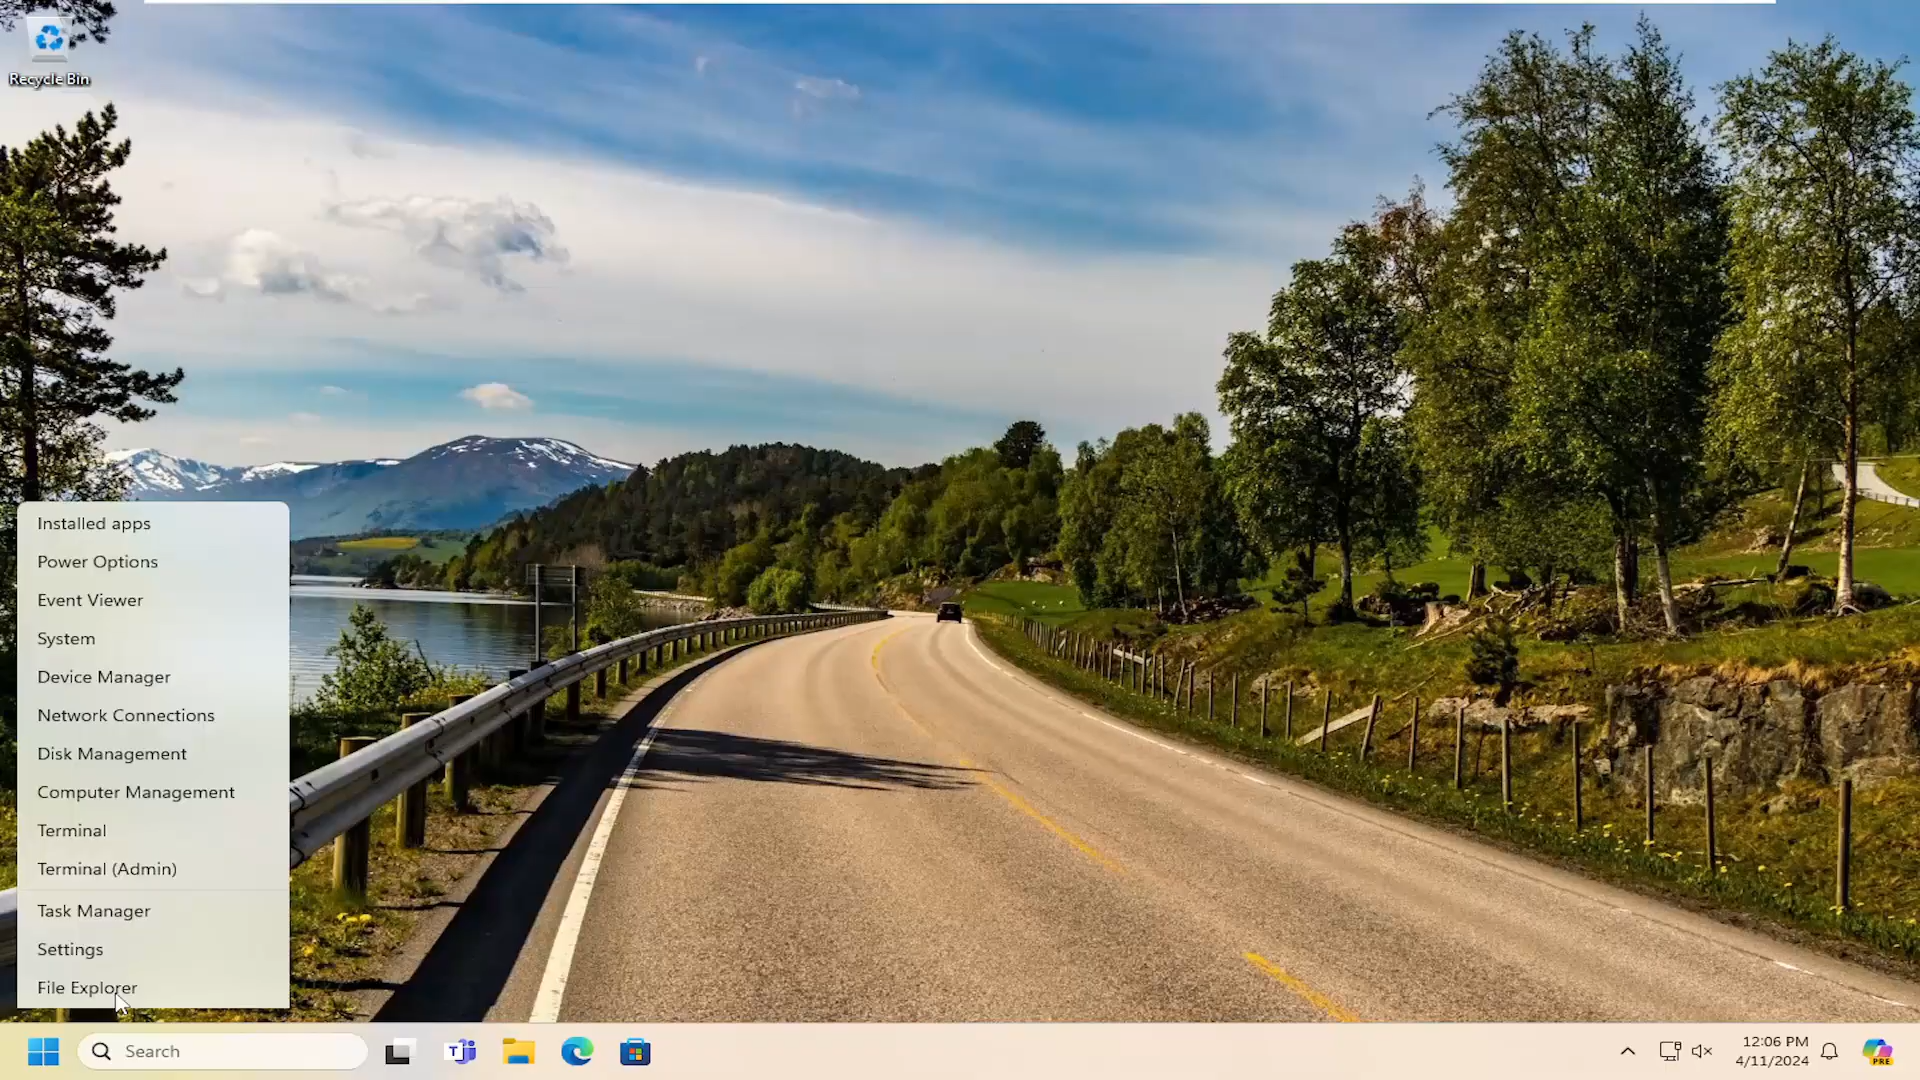 Recycle Bin
Installed apps
Power Options
Event Viewer
System
Device Manager
Network Connections
Disk Management
Computer Management
Terminal
Terminal (Admin)
Task Manager
Settings
File Explorer
Search
T
12:06 PM
4/11/2024
PRE